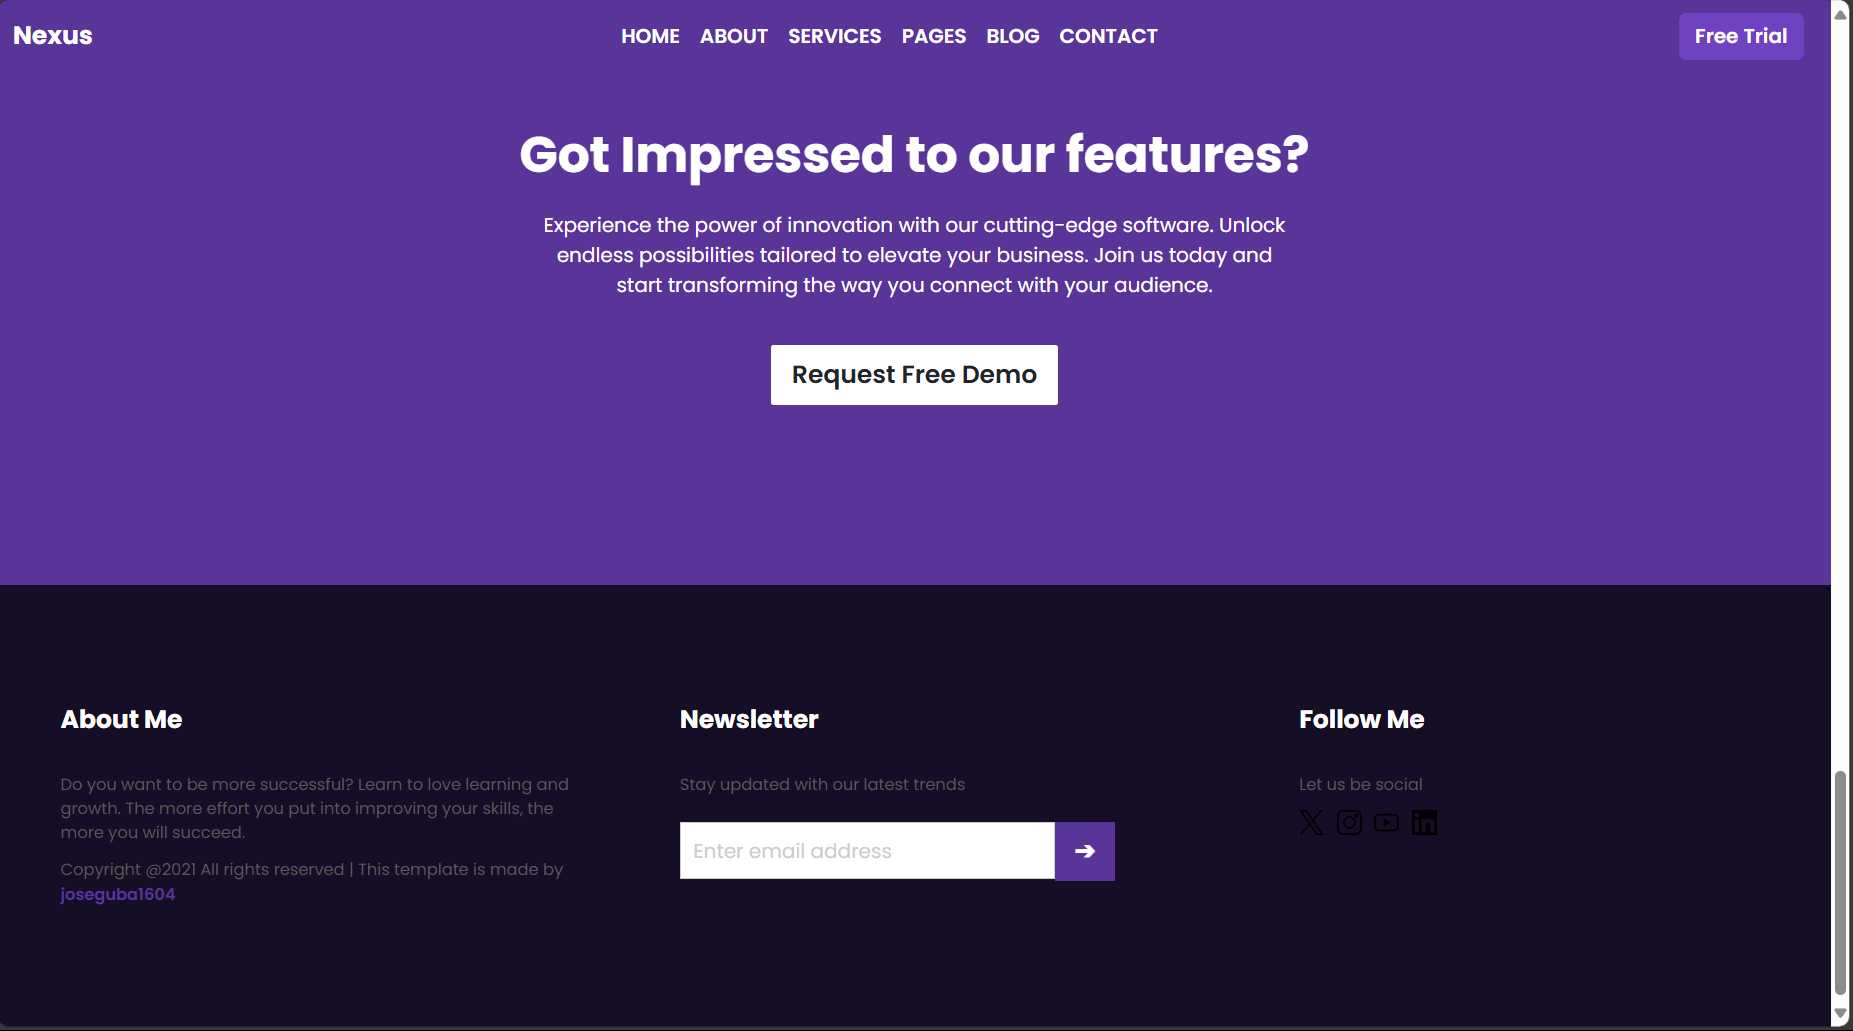 Nexus
HOME ABOUT SERVICES PAGES BLOG CONTACT
Free Trial
Got Impressed to our features?
Experience the power of innovation with our cutting-edge software. Unlock
endless possibilities tailored to elevate your business. Join us today and
start transforming the way you connect with your audience.
Request Free Demo
About Me
Do you want to be more successful? Learn to love learning and
growth. The more effort you put into improving your skills, the
more you will succeed.
Copyright @2021 All rights reserved | This template is made by
joseguba1604
Newsletter
Stay updated with our latest trends
Enter email address
Follow Me
Let us be social